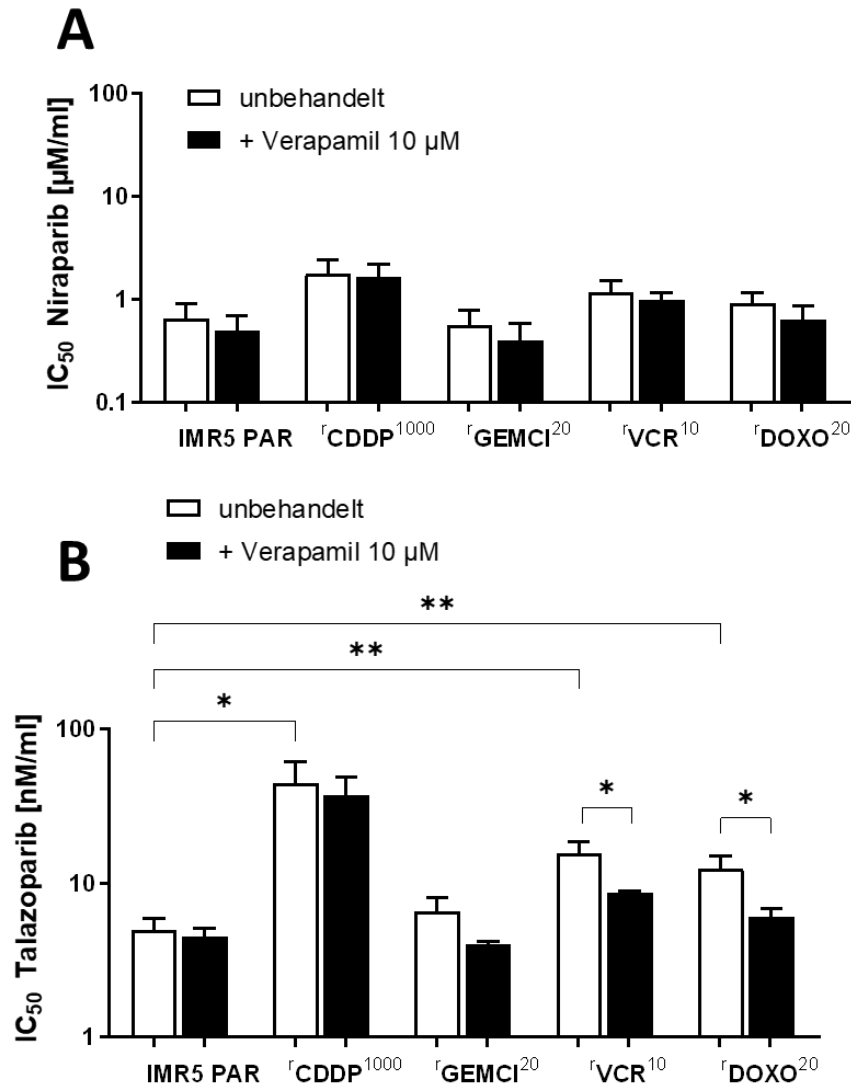 A
unbehandelt
+ Verapamil 10 µM
IC50 Niraparib [µM/ml]
100
10
1
0.1
IMR5 PAR rCDDP1000 rGEMCI20 rVCR10 rDOXO20
unbehandelt
+ Verapamil 10 µM
B
**
**
*
*
*
IC50 Talazoparib [nM/ml]
100
10
1
IMR5 PAR rCDDP1000 rGEMCI20 rVCR10 rDOXO20